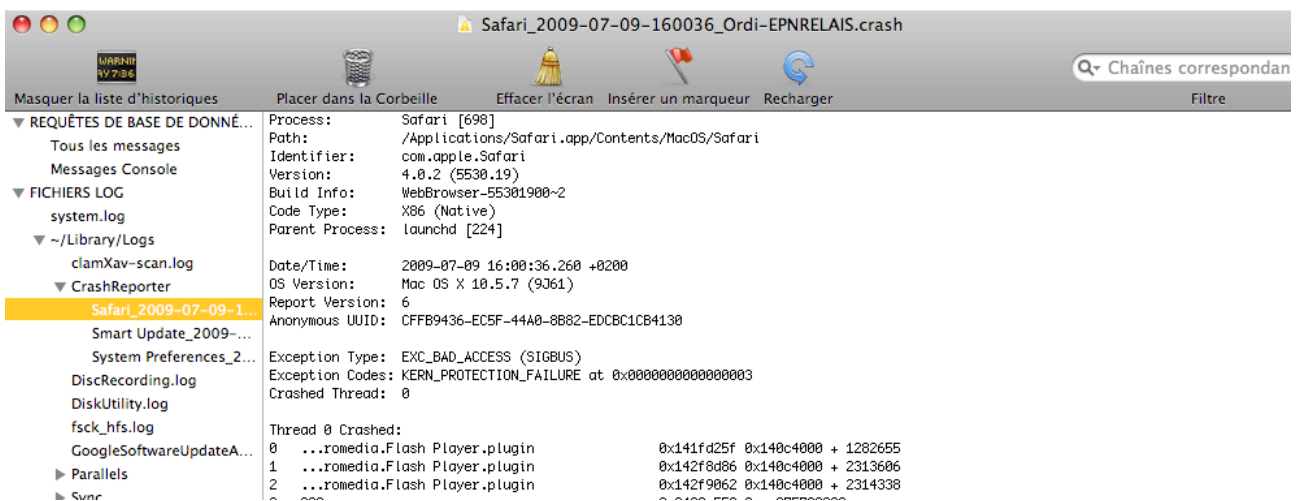 Safari_2009-07-09-160036_Ordi-EPNRELAIS.crash
WARNIN
AY 7:36
Chaînes correspondan
Masquer la liste d'historiques Placer dans la Corbeille Effacer l'écran Insérer un marqueur Recharger Filtre
REQUÊTES DE BASE DE DONNÉ...
Tous les messages
Messages Console
FICHIERS LOG
system.log
~/Library/Logs
clamXav-scan.log
CrashReporter
Safari_2009-07-09-1...
Smart Update_2009-...
System Preferences_2...
DiscRecording.log
DiskUtility.log
fsck_hfs.log
GoogleSoftwareUpdateA...
Parallels
Sync
Process: Safari [698]
Path: /Applications/Safari.app/Contents/MacOS/Safari
Identifier: com.apple.Safari
Version: 4.0.2 (5530.19)
Build Info: WebBrowser-55301900~2
Code Type: X86 (Native)
Parent Process: launchd [224]
Date/Time: 2009-07-09 16:00:36.260 +0200
OS Version: Mac OS X 10.5.7 (9J61)
Report Version: 6
Anonymous UUID: CFFB9436-EC5F-44A0-8B82-EDCBC1CB4130
Exception Type: EXC_BAD_ACCESS (SIGBUS)
Exception Codes: KERN_PROTECTION_FAILURE at 0x0000000000000003
Crashed Thread: 0
Thread 0 Crashed:
0 ...romedia.Flash Player.plugin 0x141fd25f 0x140c4000 + 1282655
1 ...romedia.Flash Player.plugin 0x142f8d86 0x140c4000 + 2313606
2 ...romedia.Flash Player.plugin 0x142f9062 0x140c4000 + 2314338